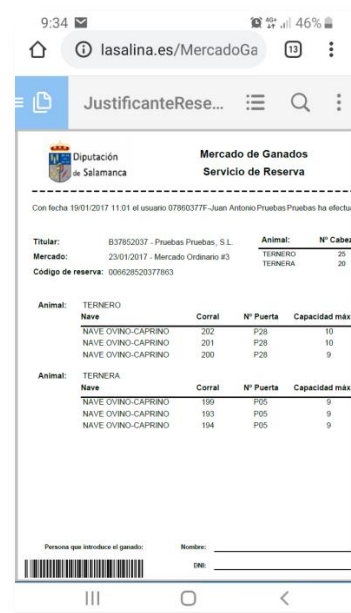 9:34 46%
lasalina.es/MercadoGa 13
JustificanteRese...
Diputación
de Salamanca
Mercado de Ganados
Servicio de Reserva
Con fecha 19/01/2017 11:01 el usuario 07860377F-Juan Antonio Pruebas Pruebas ha efectu
Titular: B37852037 - Pruebas Pruebas, S.L. Animal: Nº Cabez
Mercado: 23/01/2017 - Mercado Ordinario #3 TERNERO 25
Código de reserva: 006628520377863 TERNERA 20
Animal: TERNERO
Nave Corral Nº Puerta Capacidad máx
NAVE OVINO-CAPRINO 202 P28 10
NAVE OVINO-CAPRINO 201 P28 10
NAVE OVINO-CAPRINO 200 P28 9
Animal: TERNERA
Nave Corral Nº Puerta Capacidad máx
NAVE OVINO-CAPRINO 199 P05 9
NAVE OVINO-CAPRINO 193 P05 9
NAVE OVINO-CAPRINO 194 P05 9
Persona que introduce el ganado: Nombre:
DNI: